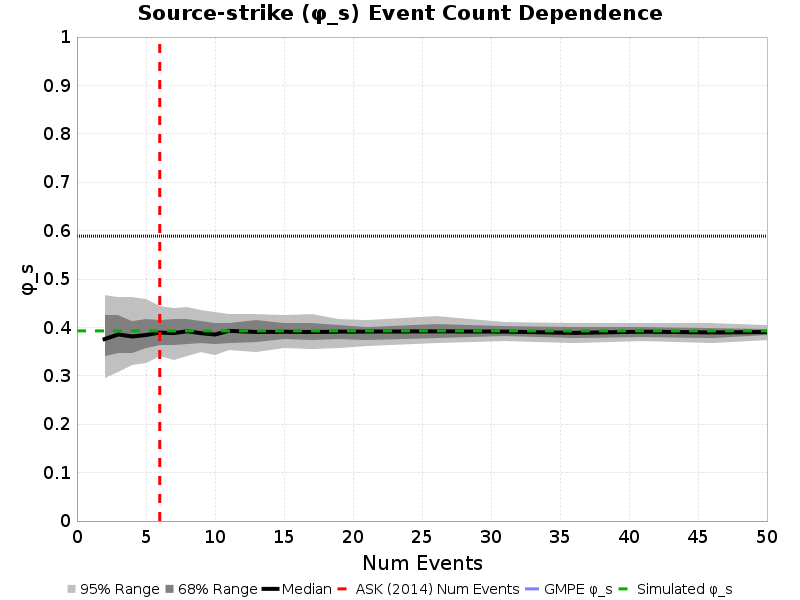 Source-strike (φ_s) Event Count Dependence
1
0.9
0.8
0.7
0.6
0.5
0.4
0.3
0.2
0.1
0
φ_s
0 5 10 15 20 25 30 35 40 45 50
Num Events
95% Range 68% Range Median ASK (2014) Num Events GMPE φ_s Simulated φ_s